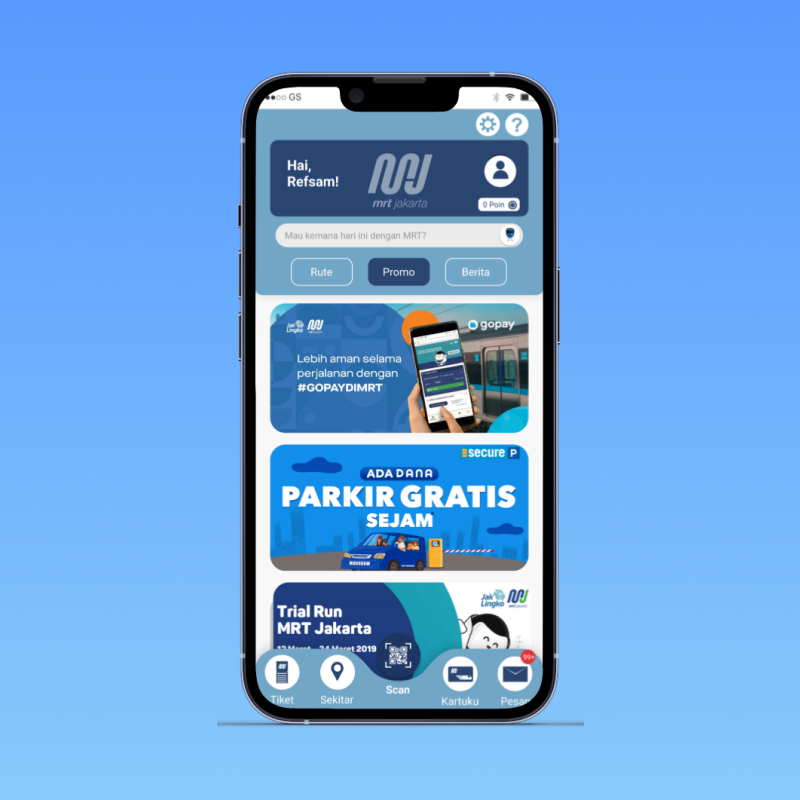 GS
Hai,
Refsam!
mrt jakarta
0 Poin
Mau kemana hari ini dengan MRT?
Rute
Promo
Berita
Jak
Lingko
gopay
Lebih aman selama
perjalanan dengan
#GOPAYDIMRT
secure P
ADA DANA
PARKIR GRATIS
SEJAM
Jak
Lingko
mrt jakarta
Trial Run
MRT Jakarta
12 Maret - 24 Maret 2019
99+
Scan
Tiket
Sekitar
Kartuku
Pesan